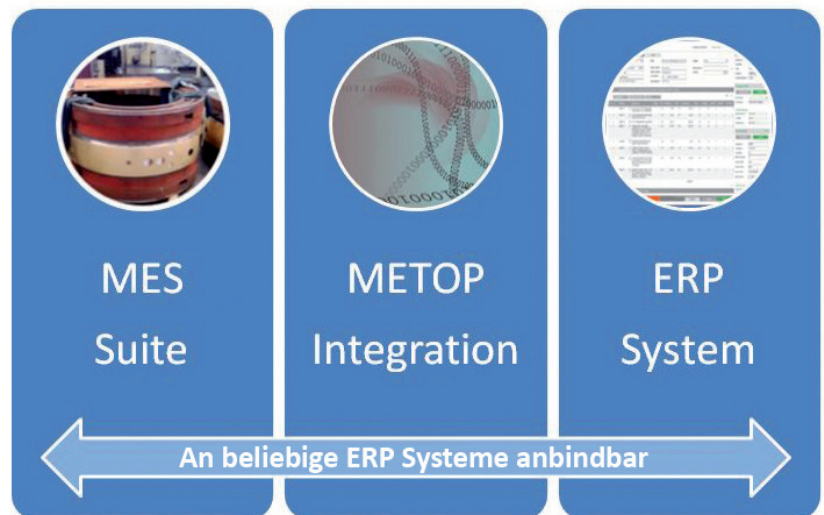 MES
Suite
METOP
Integration
ERP
System
An beliebige ERP Systeme anbindbar